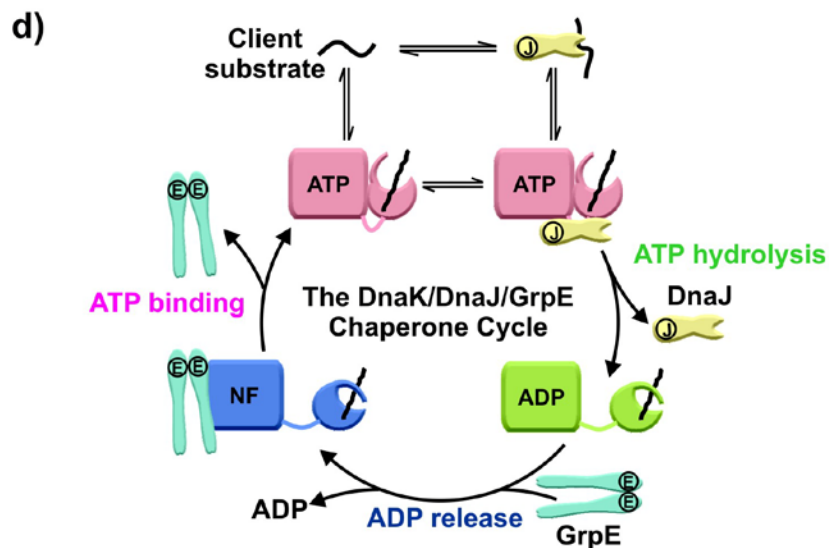 d)
Client
substrate
J
ATP
ATP
J
E E
ATP hydrolysis
ATP binding
The DnaK/DnaJ/GrpE
Chaperone Cycle
DnaJ
J
E E
NF
ADP
E
E
ADP
ADP release
GrpE